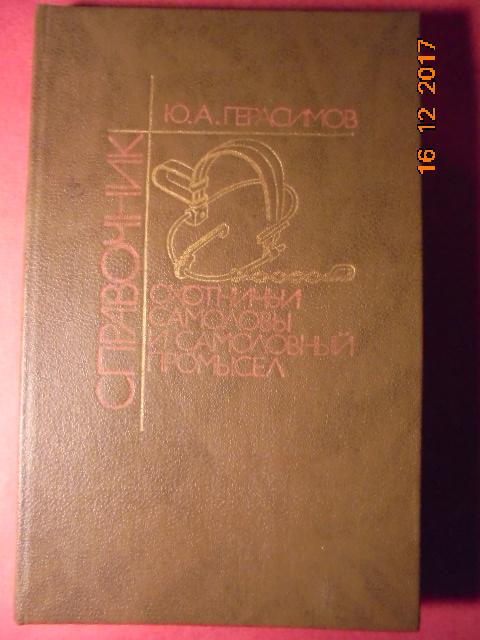 Ю.А.ГЕРАСИМОВ
СПРАВОЧНИК
ОХОТНИЧЬИ
САМОЛОВЫ
И САМОЛОВНЫЙ
ПРОМЫСЕЛ
16 12 2017